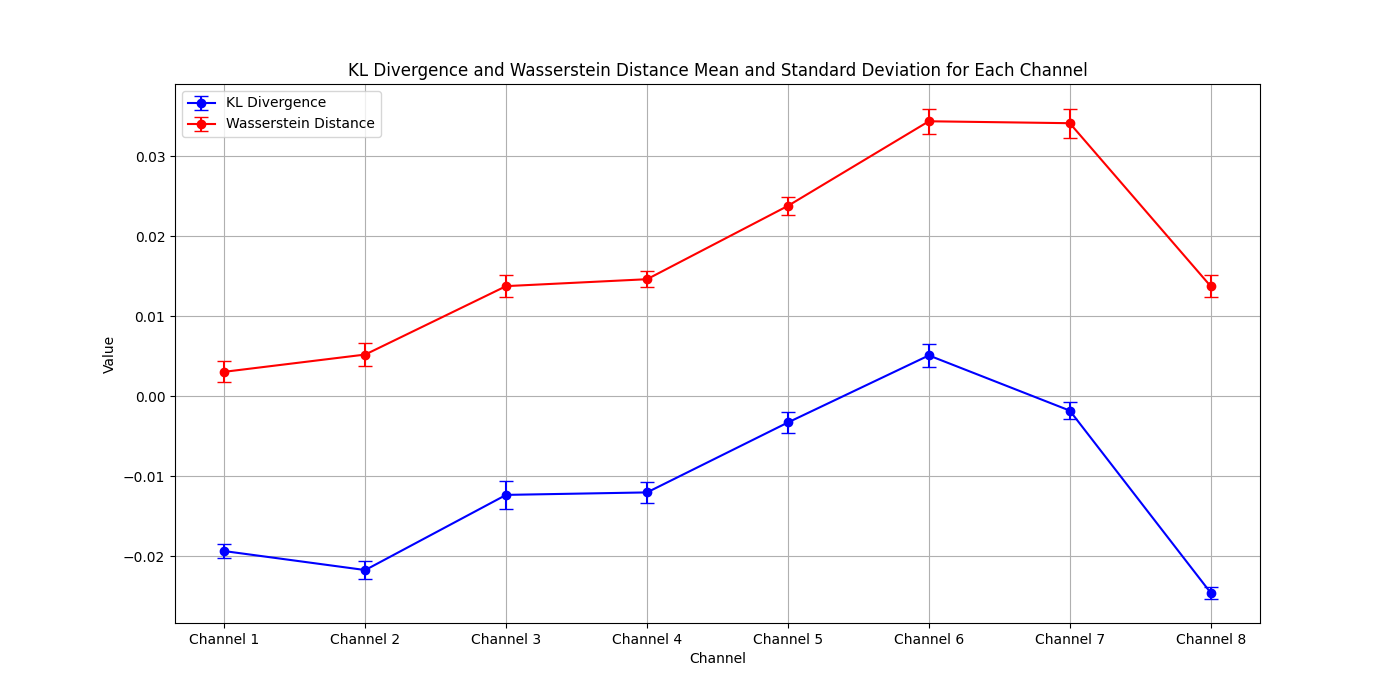 KL Divergence and Wasserstein Distance Mean and Standard Deviation for Each Channel
KL Divergence
Wasserstein Distance
0.03
0.02
0.01
0.00
−0.01
−0.02
Value
Channel 1
Channel 2
Channel 3
Channel 4
Channel 5
Channel 6
Channel 7
Channel 8
Channel